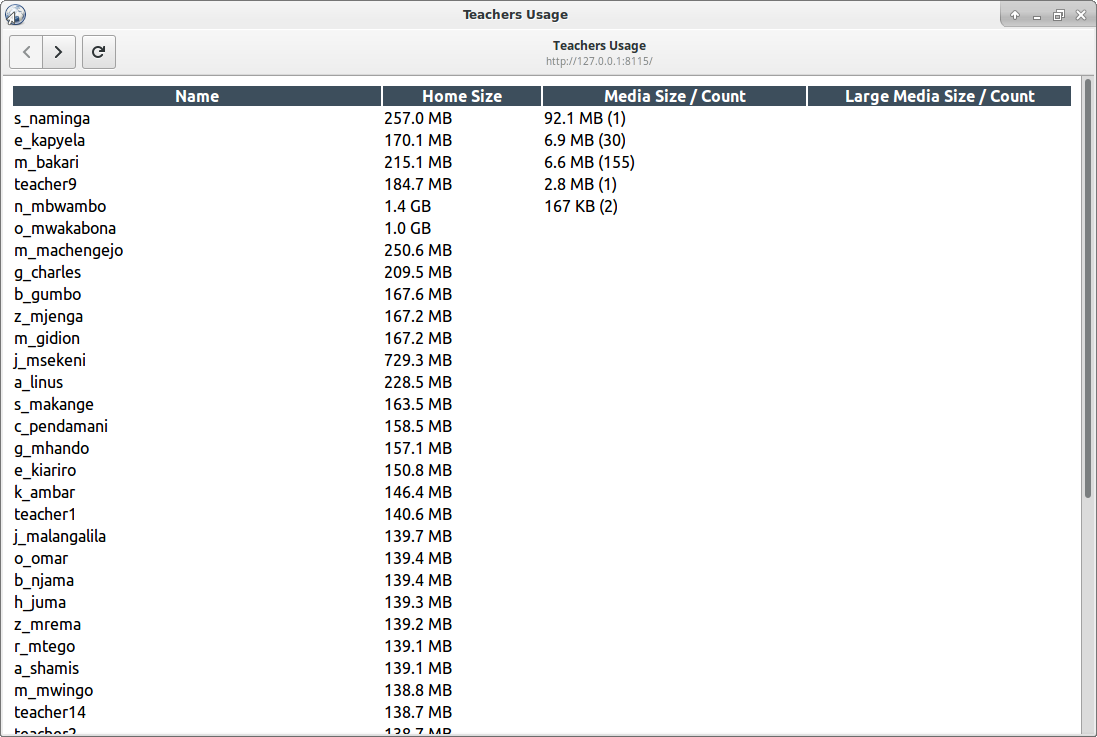 Teachers Usage
Teachers Usage
http://127.0.0.1:8115/
Name Home Size Media Size / Count Large Media Size / Count
s_naminga 257.0 MB 92.1 MB (1)
e_kapyela 170.1 MB 6.9 MB (30)
m_bakari 215.1 MB 6.6 MB (155)
teacher9 184.7 MB 2.8 MB (1)
n_mbwambo 1.4 GB 167 KB (2)
o_mwakabona 1.0 GB
m_machengejo 250.6 MB
g_charles 209.5 MB
b_gumbo 167.6 MB
z_mjenga 167.2 MB
m_gidion 167.2 MB
j_msekeni 729.3 MB
a_linus 228.5 MB
s_makange 163.5 MB
c_pendamani 158.5 MB
g_mhando 157.1 MB
e_kiariro 150.8 MB
k_ambar 146.4 MB
teacher1 140.6 MB
j_malangalila 139.7 MB
o_omar 139.4 MB
b_njama 139.4 MB
h_juma 139.3 MB
z_mrema 139.2 MB
r_mtego 139.1 MB
a_shamis 139.1 MB
m_mwingo 138.8 MB
teacher14 138.7 MB
teacher2 138.7 MB